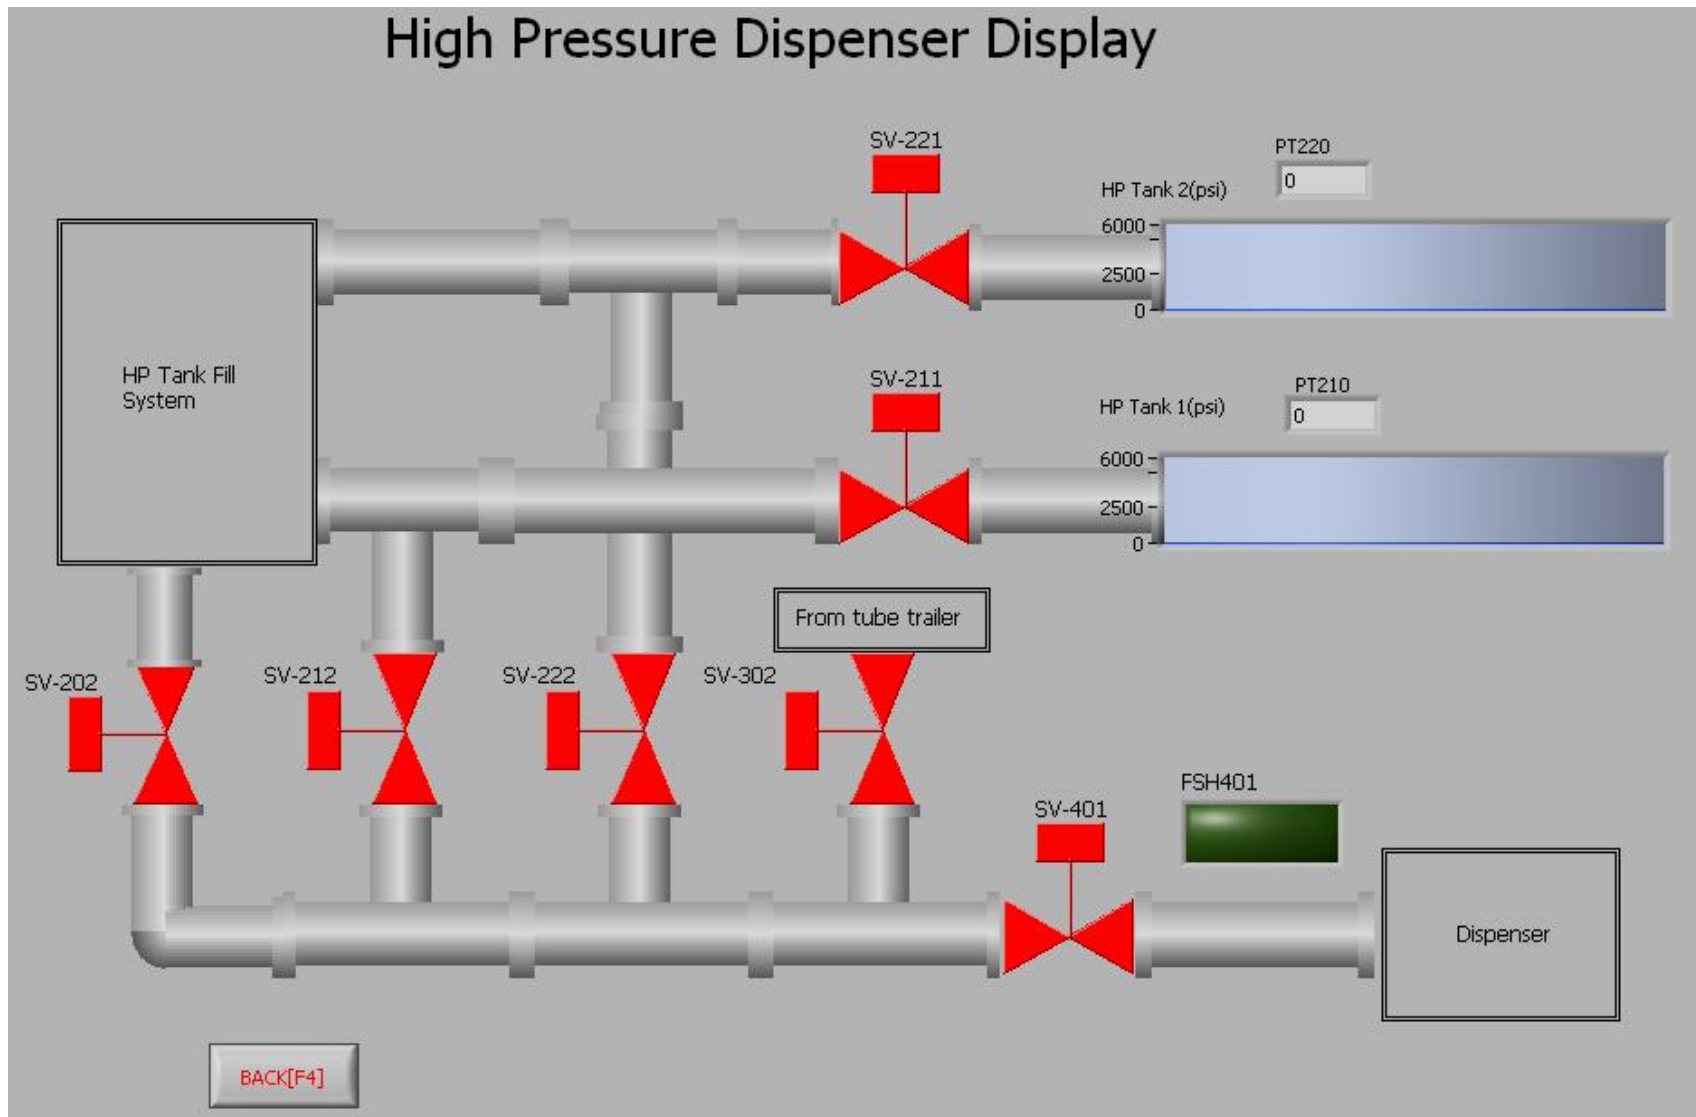 High Pressure Dispenser Display
SV-221
PT220
0
HP Tank 2(psi)
6000
2500
0
HP Tank Fill
System
SV-211
PT210
0
HP Tank 1(psi)
6000
2500
0
From tube trailer
SV-202
SV-212
SV-222
SV-302
FSH401
SV-401
Dispenser
BACK[F4]